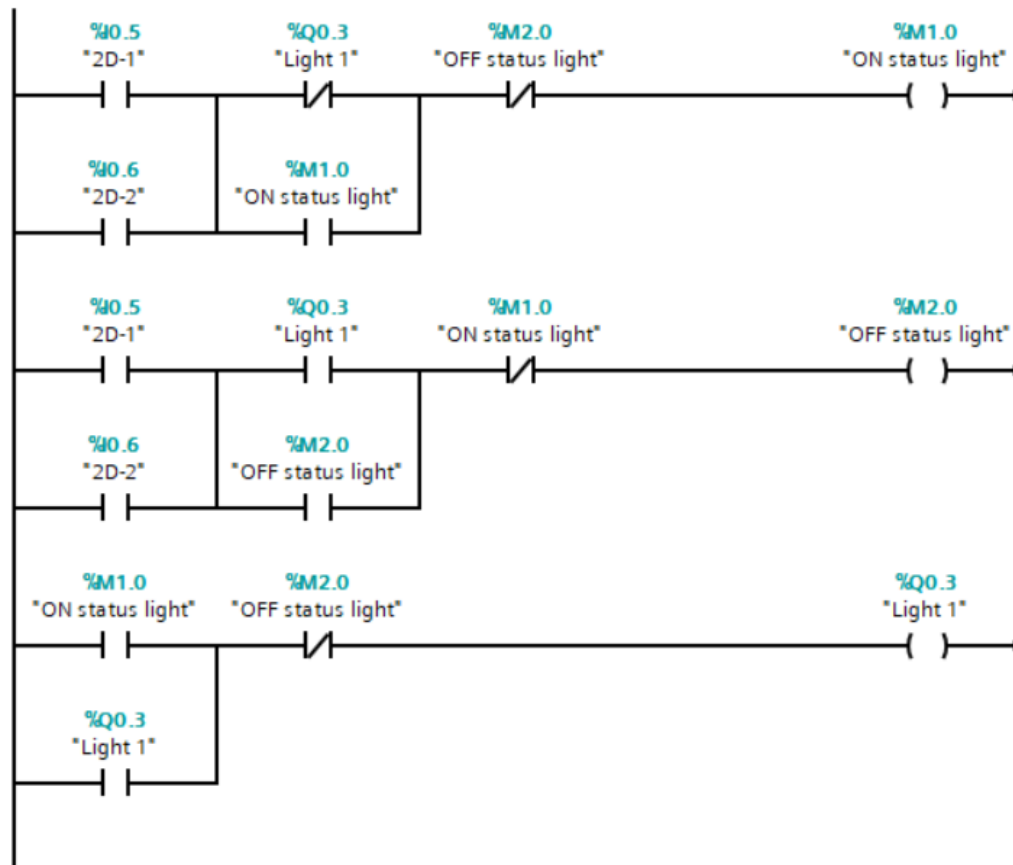 %I0.5 %Q0.3 %M2.0 %M1.0
"2D-1" "Light 1" "OFF status light" "ON status light"
%I0.6 %M1.0
"2D-2" "ON status light"
%I0.5 %Q0.3 %M1.0 %M2.0
"2D-1" "Light 1" "ON status light" "OFF status light"
%I0.6 %M2.0
"2D-2" "OFF status light"
%M1.0 %M2.0 %Q0.3
"ON status light" "OFF status light" "Light 1"
%Q0.3
"Light 1"